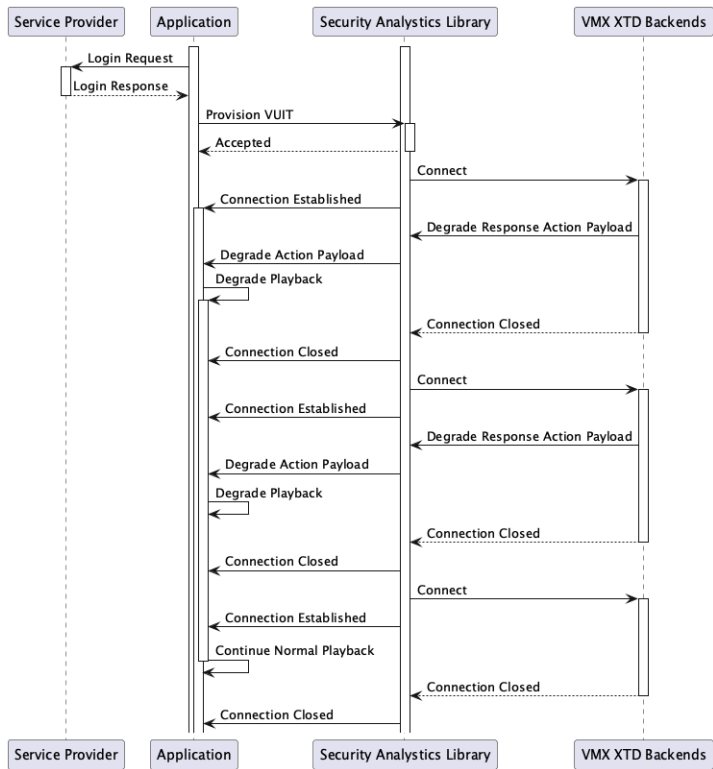 Service Provider
Application
Security Analystics Library
VMX XTD Backends
Login Request
Login Response
Provision VUIT
Accepted
Connect
Connection Established
Degrade Response Action Payload
Degrade Action Payload
Degrade Playback
Connection Closed
Connection Closed
Connect
Connection Established
Degrade Response Action Payload
Degrade Action Payload
Degrade Playback
Connection Closed
Connection Closed
Connect
Connection Established
Continue Normal Playback
Connection Closed
Connection Closed
Service Provider
Application
Security Analystics Library
VMX XTD Backends